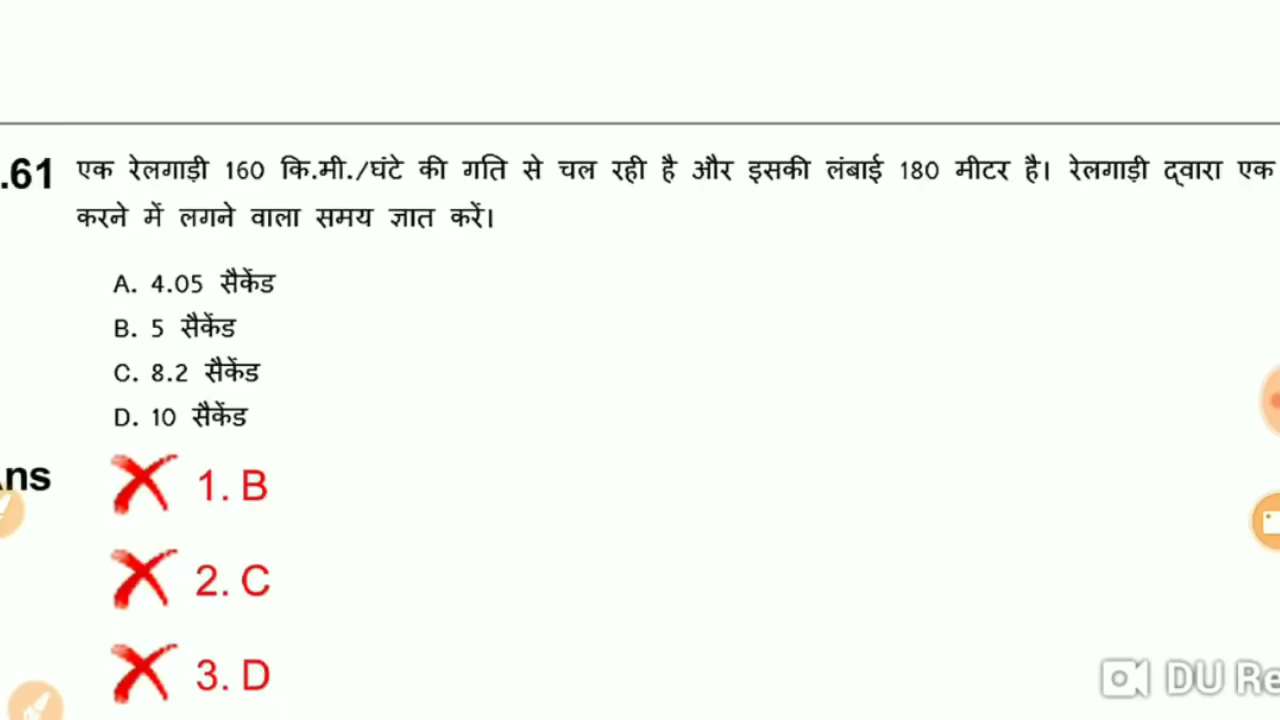 .61 एक रेलगाड़ी 160 कि.मी./घंटे की गति से चल रही है और इसकी लंबाई 180 मीटर है। रेलगाड़ी द्वारा एक
करने में लगने वाला समय ज्ञात करें।
A. 4.05 सैकेंड
B. 5 सैकेंड
C. 8.2 सैकेंड
D. 10 सैकेंड
ns 1. B
2. C
3. D
DU Re